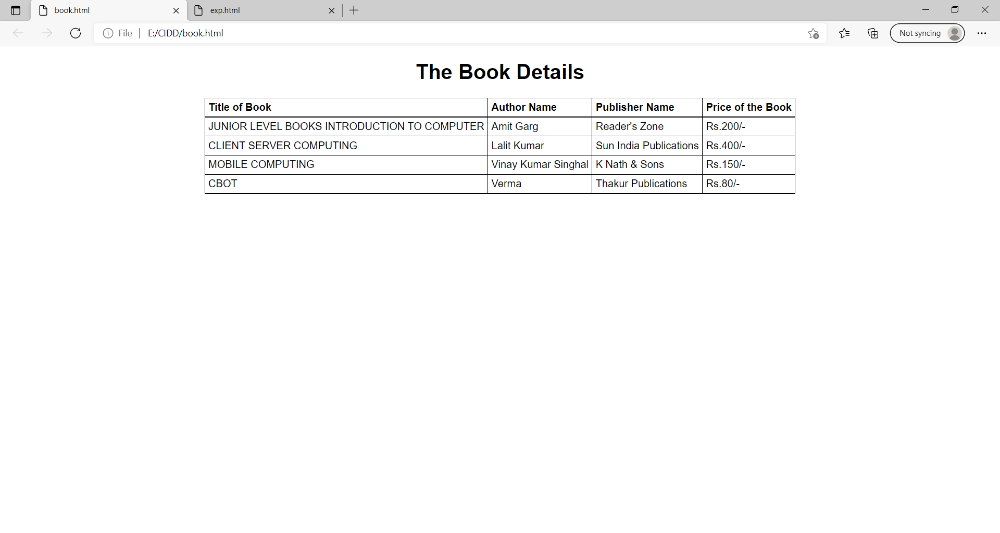 book.html exp.html
File E:/CIDD/book.html Not syncing
The Book Details
Title of Book Author Name Publisher Name Price of the Book
JUNIOR LEVEL BOOKS INTRODUCTION TO COMPUTER Amit Garg Reader's Zone Rs.200/-
CLIENT SERVER COMPUTING Lalit Kumar Sun India Publications Rs.400/-
MOBILE COMPUTING Vinay Kumar Singhal K Nath & Sons Rs.150/-
CBOT Verma Thakur Publications Rs.80/-